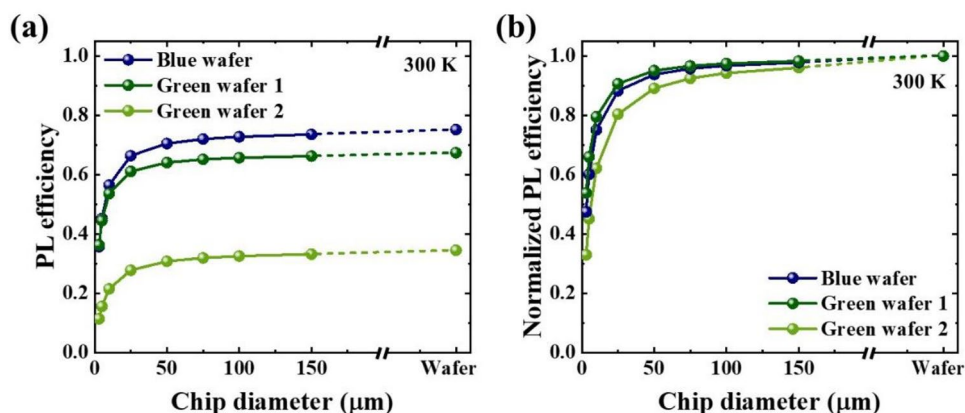 (a)
PL efficiency
1.0
0.8
0.6
0.4
0.2
0.0
Blue wafer
Green wafer 1
Green wafer 2
300 K
0
50
100
150
Wafer
Chip diameter (μm)
(b)
Normalized PL efficiency
1.0
0.8
0.6
0.4
0.2
0.0
300 K
Blue wafer
Green wafer 1
Green wafer 2
0
50
100
150
Wafer
Chip diameter (μm)